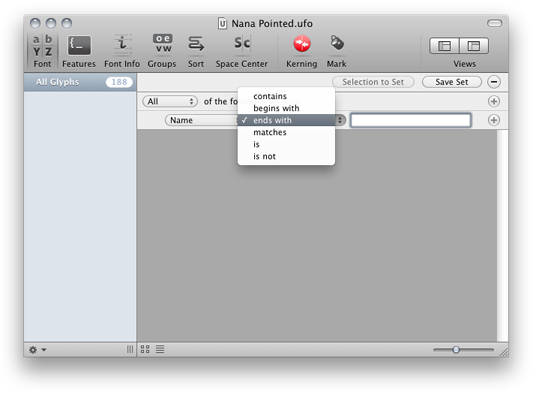 Nana Pointed.ufo
Font Features Font Info Groups Sort Space Center Kerning Mark Views
All Glyphs 188
Selection to Set Save Set
All of the fo
Name
contains
begins with
✓ ends with
matches
is
is not